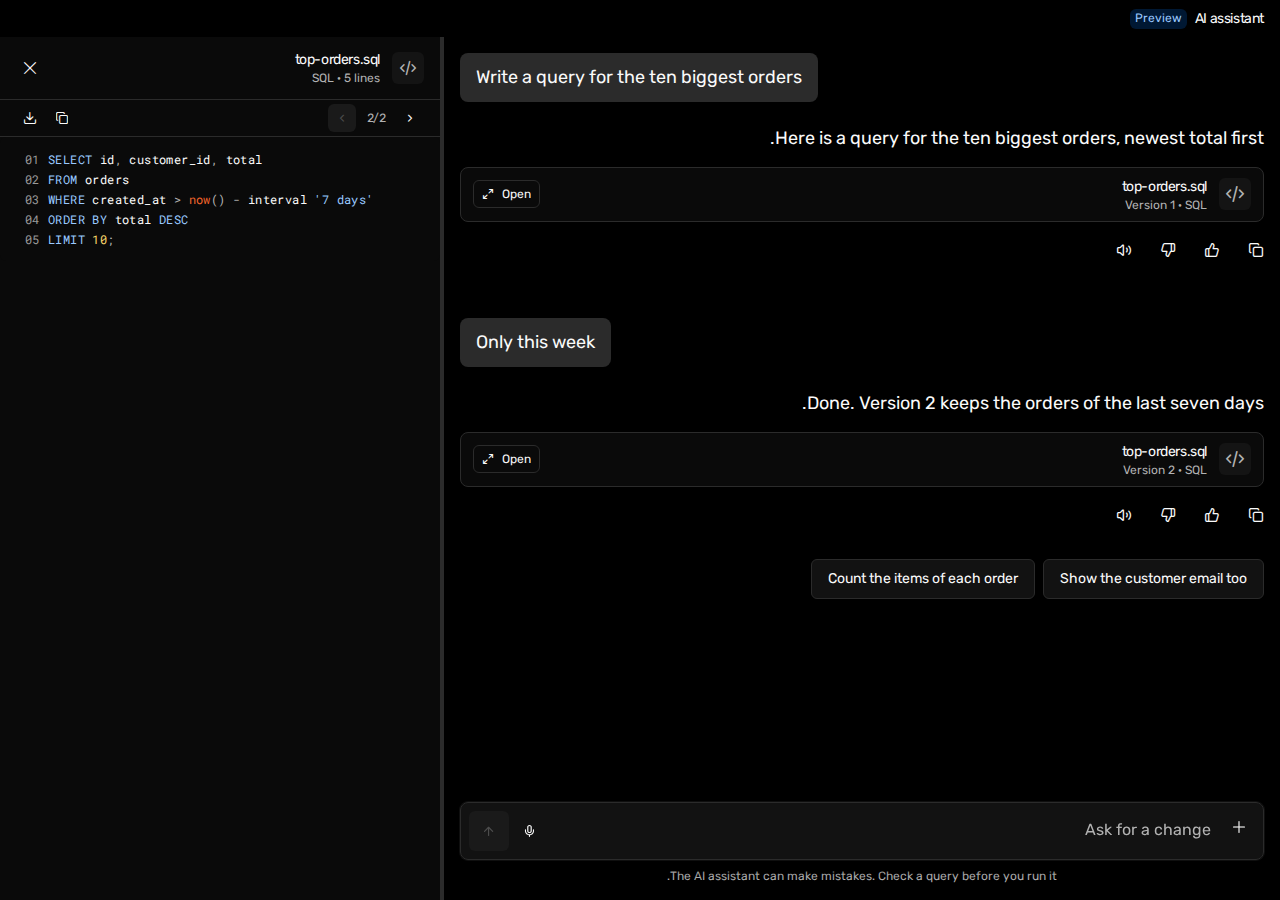 Preview AI assistant
top-orders.sql
SQL • 5 lines
2/2
01 SELECT id, customer_id, total
02 FROM orders
03 WHERE created_at > now() - interval '7 days'
04 ORDER BY total DESC
05 LIMIT 10;
Write a query for the ten biggest orders
.Here is a query for the ten biggest orders, newest total first
Open
top-orders.sql
Version 1 • SQL
Only this week
.Done. Version 2 keeps the orders of the last seven days
Open
top-orders.sql
Version 2 • SQL
Count the items of each order
Show the customer email too
Ask for a change
.The AI assistant can make mistakes. Check a query before you run it